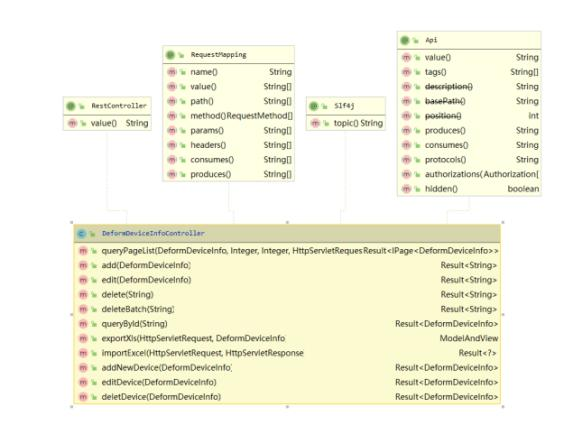 RequestMapping
name() String
value() String[]
path() String[]
method() RequestMethod[]
params() String[]
headers() String[]
consumes() String[]
produces() String[]
Api
value() String
tags() String[]
description() String
basePath() String
position() int
produces() String
consumes() String
protocols() String
authorizations( Authorization[
hidden() boolean
RestController
value() String
Slf4j
topic() String
DeformDeviceInfoController
queryPageList(DeformDeviceInfo, Integer, Integer, HttpServletReques Result<IPage<DeformDeviceInfo>>
add(DeformDeviceInfo) Result<String>
edit(DeformDeviceInfo) Result<String>
delete(String) Result<String>
deleteBatch(String) Result<String>
queryById(String) Result<DeformDeviceInfo>
exportXls(HttpServletRequest, DeformDeviceInfo ModelAndView
importExcel(HttpServletRequest, HttpServletResponse Result<?>
addNewDevice(DeformDeviceInfo) Result<DeformDeviceInfo>
editDevice(DeformDeviceInfo) Result<DeformDeviceInfo>
deletDevice(DeformDeviceInfo) Result<DeformDeviceInfo>